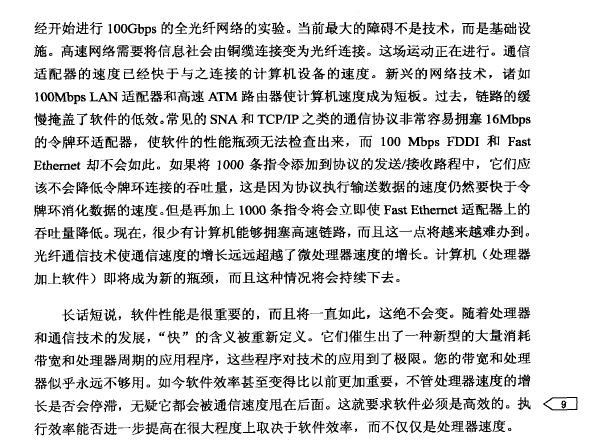 经开始进行 100Gbps 的全光纤网络的实验。当前最大的障碍不是技术，而是基础设
施。高速网络需要将信息社会由铜缆连接变为光纤连接。这场运动正在进行。通信
适配器的速度已经快于与之连接的计算机设备的速度。新兴的网络技术，诸如
100Mbps LAN 适配器和高速 ATM 路由器使计算机速度成为短板。过去，链路的缓
慢掩盖了软件的低效。常见的 SNA 和 TCP/IP 之类的通信协议非常容易拥塞 16Mbps
的令牌环适配器，使软件的性能瓶颈无法检查出来，而 100 Mbps FDDI 和 Fast
Ethernet 却不会如此。如果将 1000 条指令添加到协议的发送/接收路程中，它们应
该不会降低令牌环连接的吞吐量，这是因为协议执行输送数据的速度仍然要快于令
牌环消化数据的速度。但是再加上 1000 条指令将会立即使 Fast Ethernet 适配器上的
吞吐量降低。现在，很少有计算机能够拥塞高速链路，而且这一点将越来越难办到。
光纤通信技术使通信速度的增长远远超越了微处理器速度的增长。计算机（处理器
加上软件）即将成为新的瓶颈，而且这种情况将会持续下去。
长话短说，软件性能是很重要的，而且将一直如此，这绝不会变。随着处理器
和通信技术的发展，“快”的含义被重新定义。它们催生出了一种新型的大量消耗
带宽和处理器周期的应用程序，这些程序对技术的应用到了极限。您的带宽和处理
器似乎永远不够用。如今软件效率甚至变得比以前更加重要，不管处理器速度的增
长是否会停滞，无疑它都会被通信速度甩在后面。这就要求软件必须是高效的。执
行效率能否进一步提高在很大程度上取决于软件效率，而不仅仅是处理器速度。
9